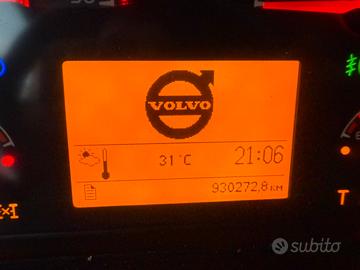 VOLVO
31°C 21:06
930272,8 KM
T
subito